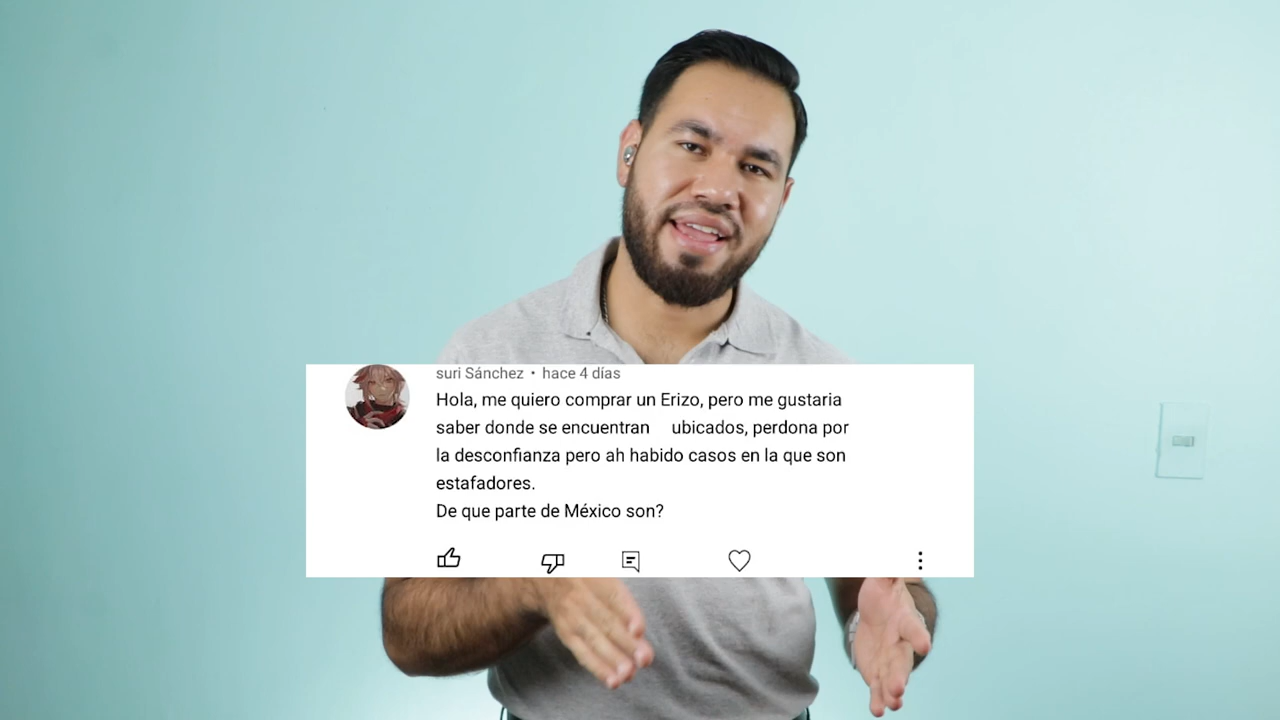 suri Sánchez • hace 4 días
Hola, me quiero comprar un Erizo, pero me gustaria
saber donde se encuentran ubicados, perdona por
la desconfianza pero ah habido casos en la que son
estafadores.
De que parte de México son?